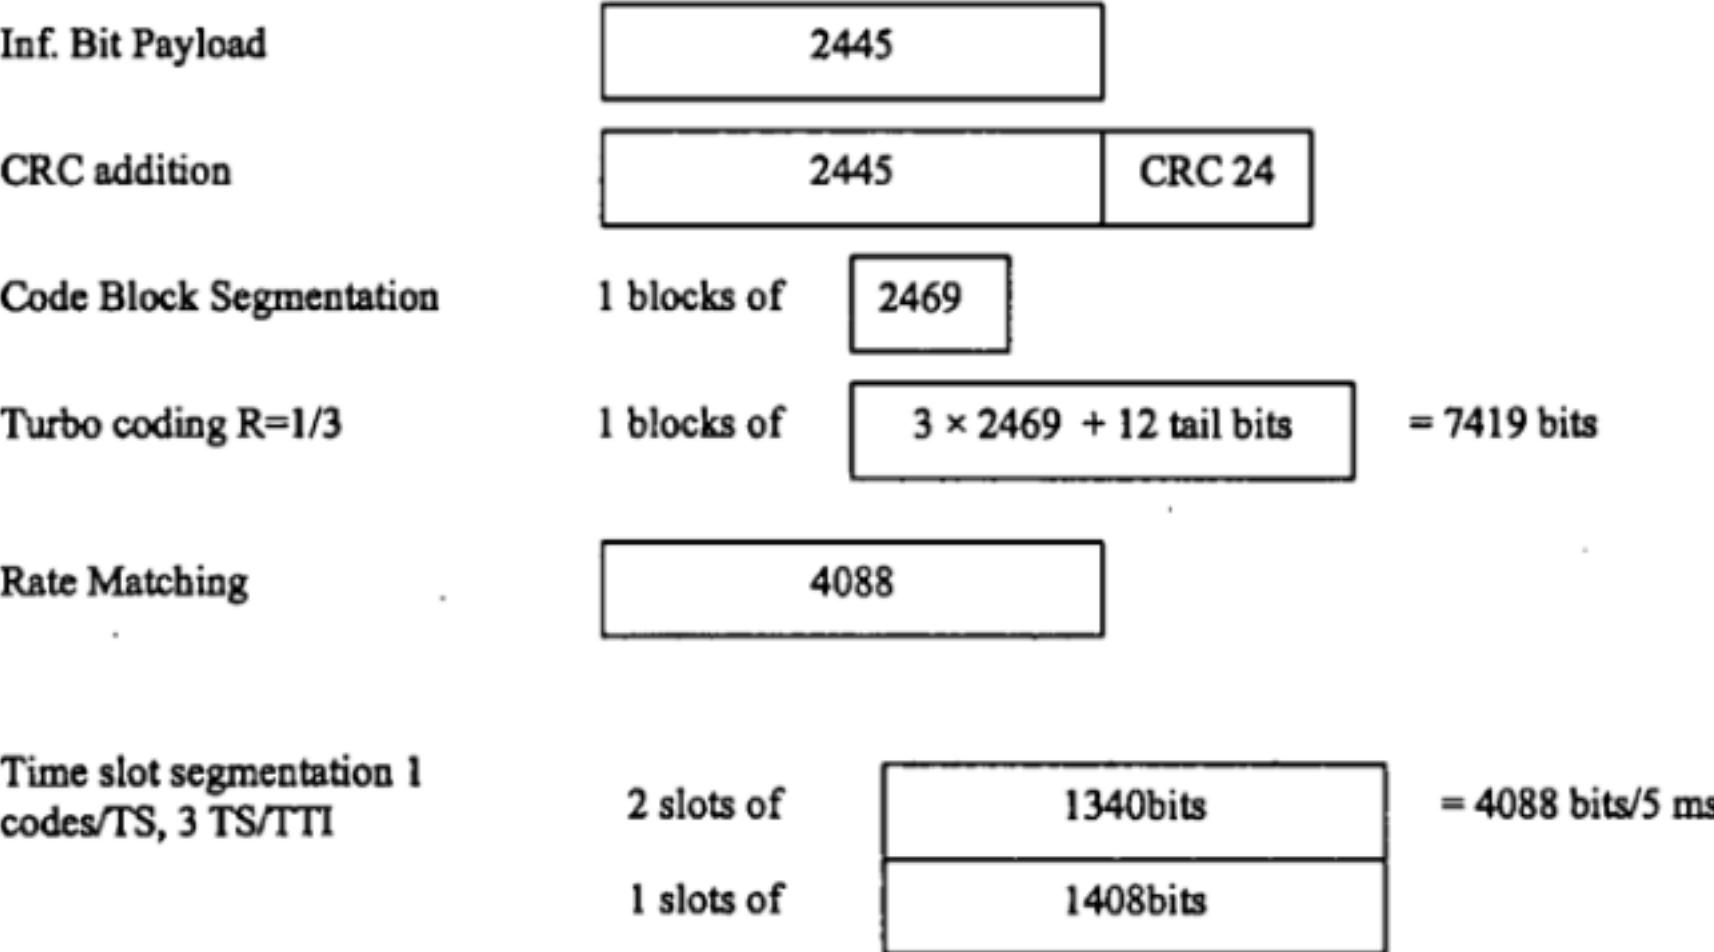 Inf. Bit Payload 2445
CRC addition 2445 CRC 24
Code Block Segmentation 1 blocks of 2469
Turbo coding R=1/3 1 blocks of 3 × 2469 + 12 tail bits = 7419 bits
Rate Matching 4088
Time slot segmentation 1
codes/TS, 3 TS/TTI
2 slots of 1340bits = 4088 bits/5 ms
1 slots of 1408bits